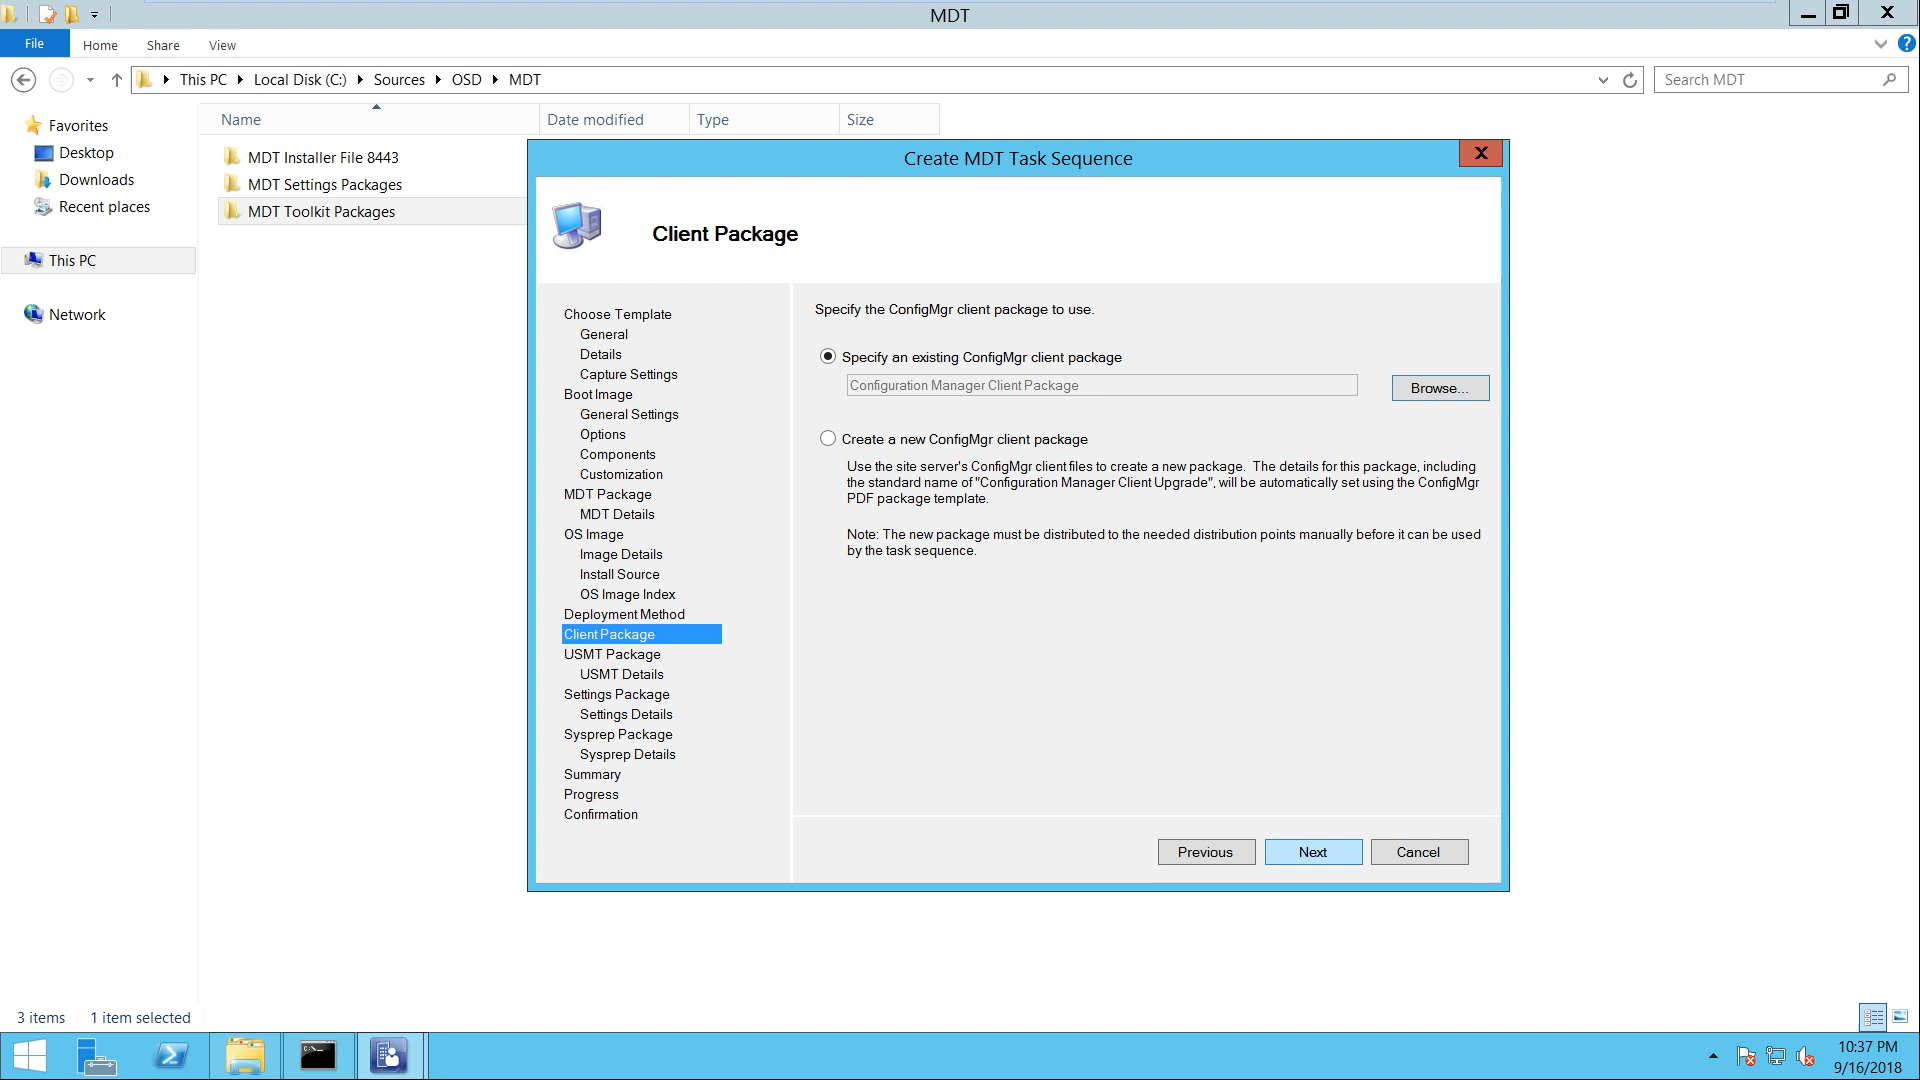 MDT
File
Home
Share
View
This PC
Local Disk (C:)
Sources
OSD
MDT
Search MDT
Favorites
Desktop
Downloads
Recent places
This PC
Network
Name
Date modified
Type
Size
MDT Installer File 8443
MDT Settings Packages
MDT Toolkit Packages
Create MDT Task Sequence
X
Client Package
Choose Template
General
Details
Capture Settings
Boot Image
General Settings
Options
Components
Customization
MDT Package
MDT Details
OS Image
Image Details
Install Source
OS Image Index
Deployment Method
Client Package
USMT Package
USMT Details
Settings Package
Settings Details
Sysprep Package
Sysprep Details
Summary
Progress
Confirmation
Specify the ConfigMgr client package to use.
Specify an existing ConfigMgr client package
Configuration Manager Client Package
Browse...
Create a new ConfigMgr client package
Use the site server's ConfigMgr client files to create a new package. The details for this package, including
the standard name of "Configuration Manager Client Upgrade", will be automatically set using the ConfigMgr
PDF package template.
Note: The new package must be distributed to the needed distribution points manually before it can be used
by the task sequence.
Previous
Next
Cancel
3 items
1 item selected
10:37 PM
9/16/2018